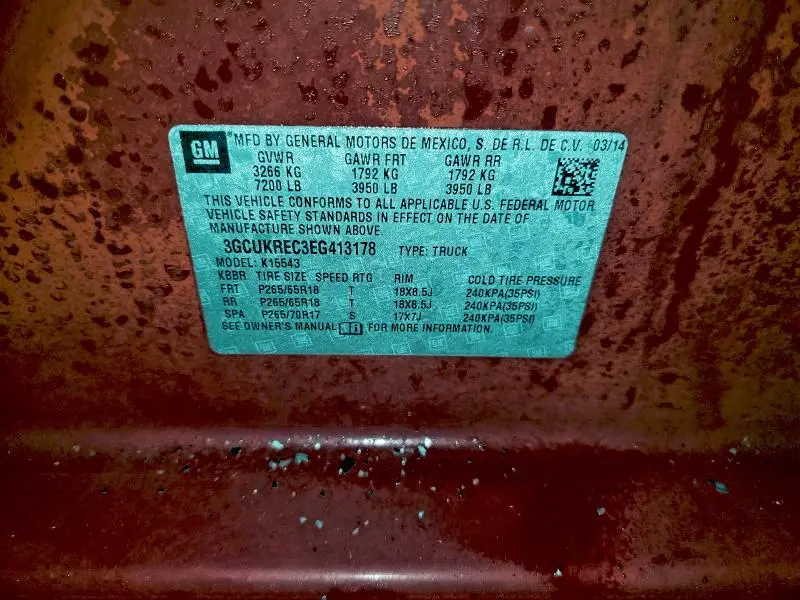 GM ® MFD BY GENERAL MOTORS DE MEXICO, S. DE R.L. DE C.V. 03/14
GVWR GAWR FRT GAWR RR
3266 KG 1792 KG 1792 KG
7200 LB 3950 LB 3950 LB
THIS VEHICLE CONFORMS TO ALL APPLICABLE U.S. FEDERAL MOTOR
VEHICLE SAFETY STANDARDS IN EFFECT ON THE DATE OF
MANUFACTURE SHOWN ABOVE.
3GCUKREC3EG413178 TYPE: TRUCK
MODEL: K15543
KBBR TIRE SIZE SPEED RTG RIM COLD TIRE PRESSURE
FRT P265/65R18 T 18X8.5J 240KPA(35PSI)
RR P265/65R18 T 18X8.5J 240KPA(35PSI)
SPA P265/70R17 S 17X7J 240KPA(35PSI)
SEE OWNER'S MANUAL FOR MORE INFORMATION.